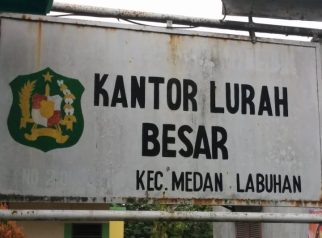 KANTOR LURAH
BESAR
KEC. MEDAN LABUHAN